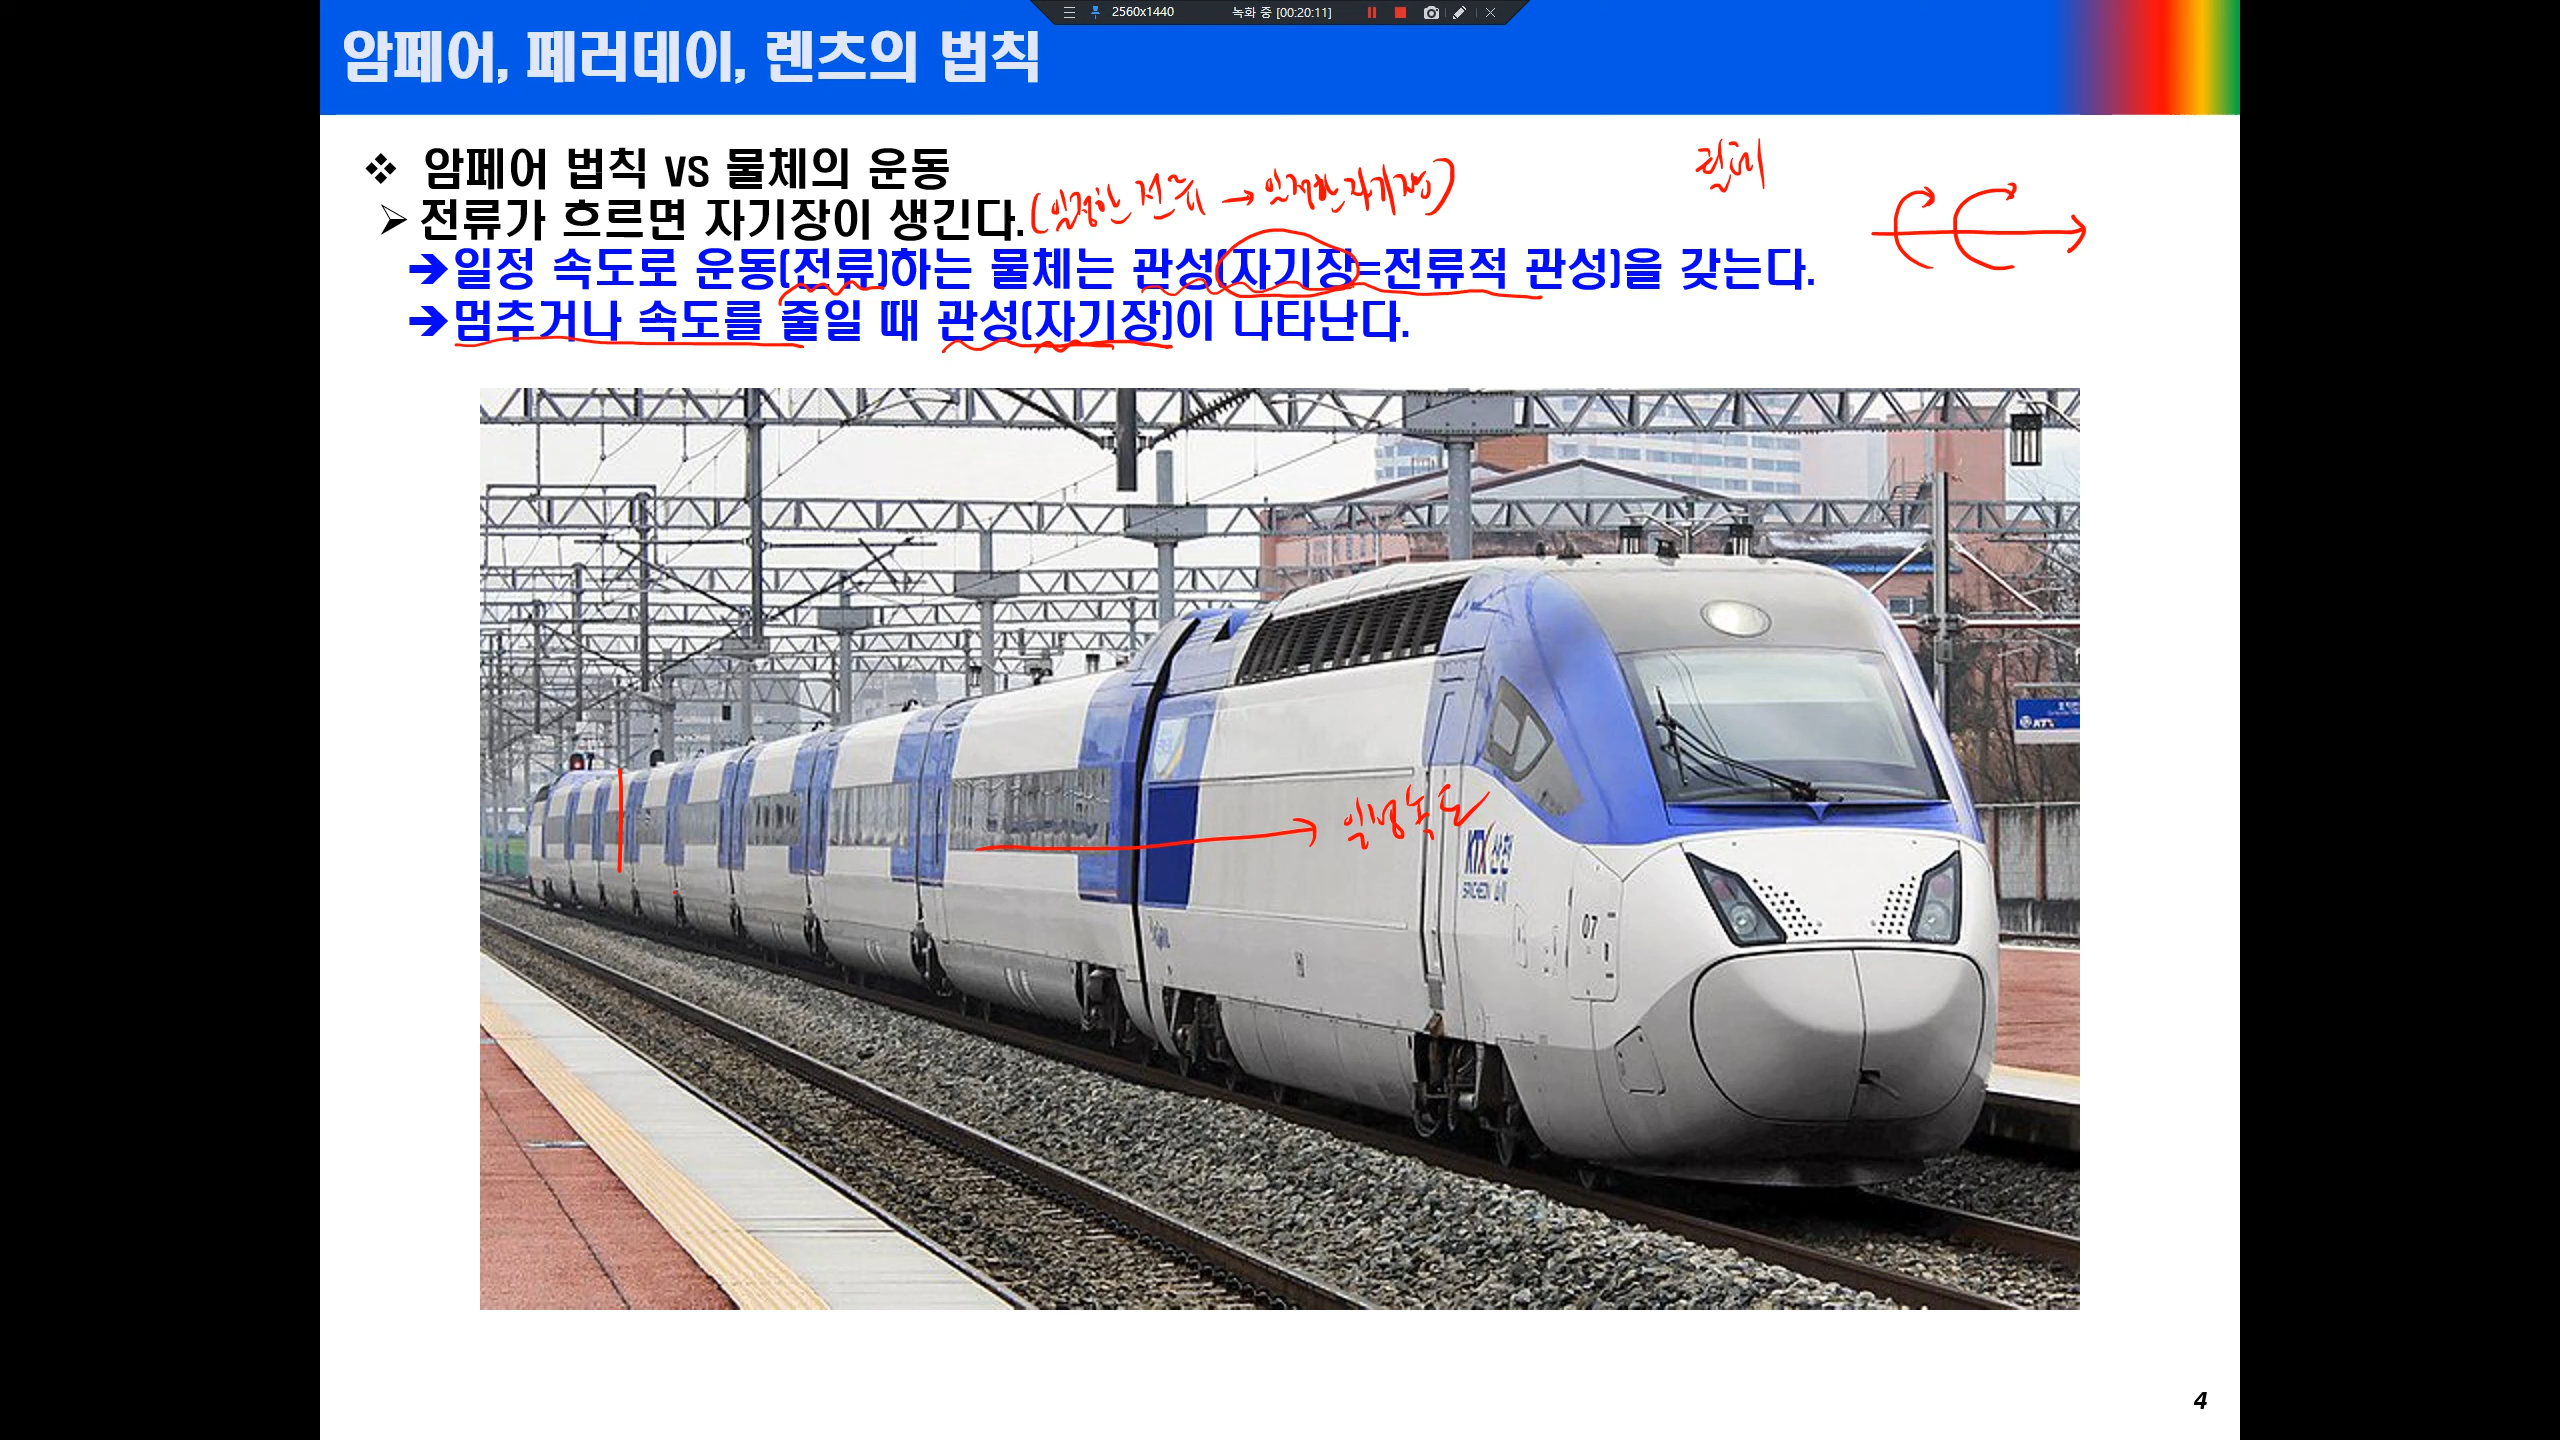 2560x1440 녹화 중 [00:20:11]
암페어, 페러데이, 렌츠의 법칙
❖ 암페어 법칙 vs 물체의 운동
➢ 전류가 흐르면 자기장이 생긴다. (일정한 전류 → 일정한 자기장)
➔일정 속도로 운동(전류)하는 물체는 관성(자기장=전류적 관성)을 갖는다.
➔멈추거나 속도를 줄일 때 관성(자기장)이 나타난다.
KTX
일정속도
KTX 산천
SANCHEON
07
4